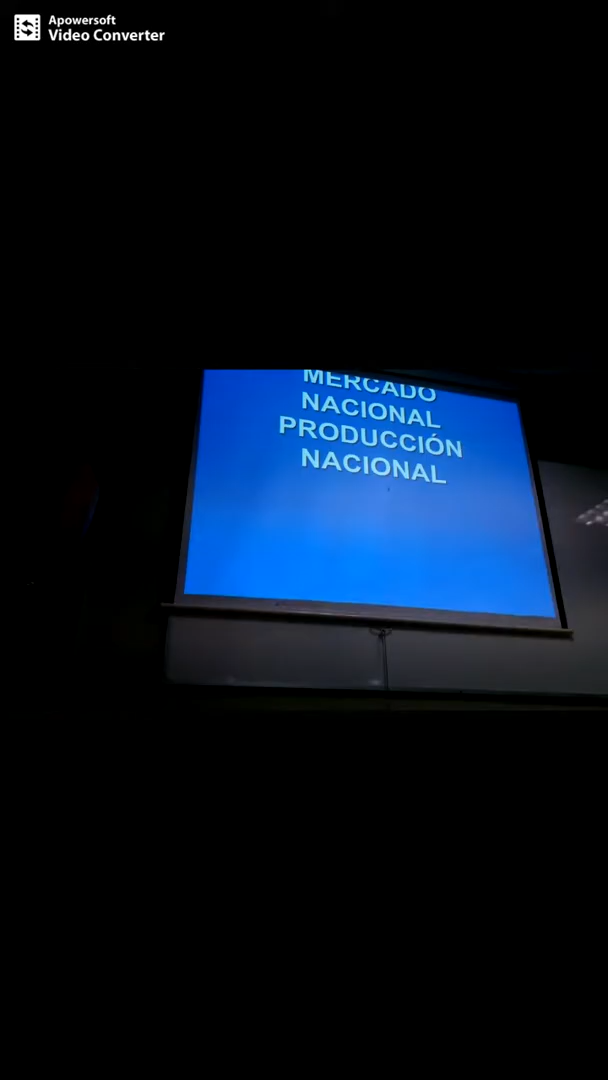 Apowersoft
Video Converter
MERCADO
NACIONAL
PRODUCCIÓN
NACIONAL